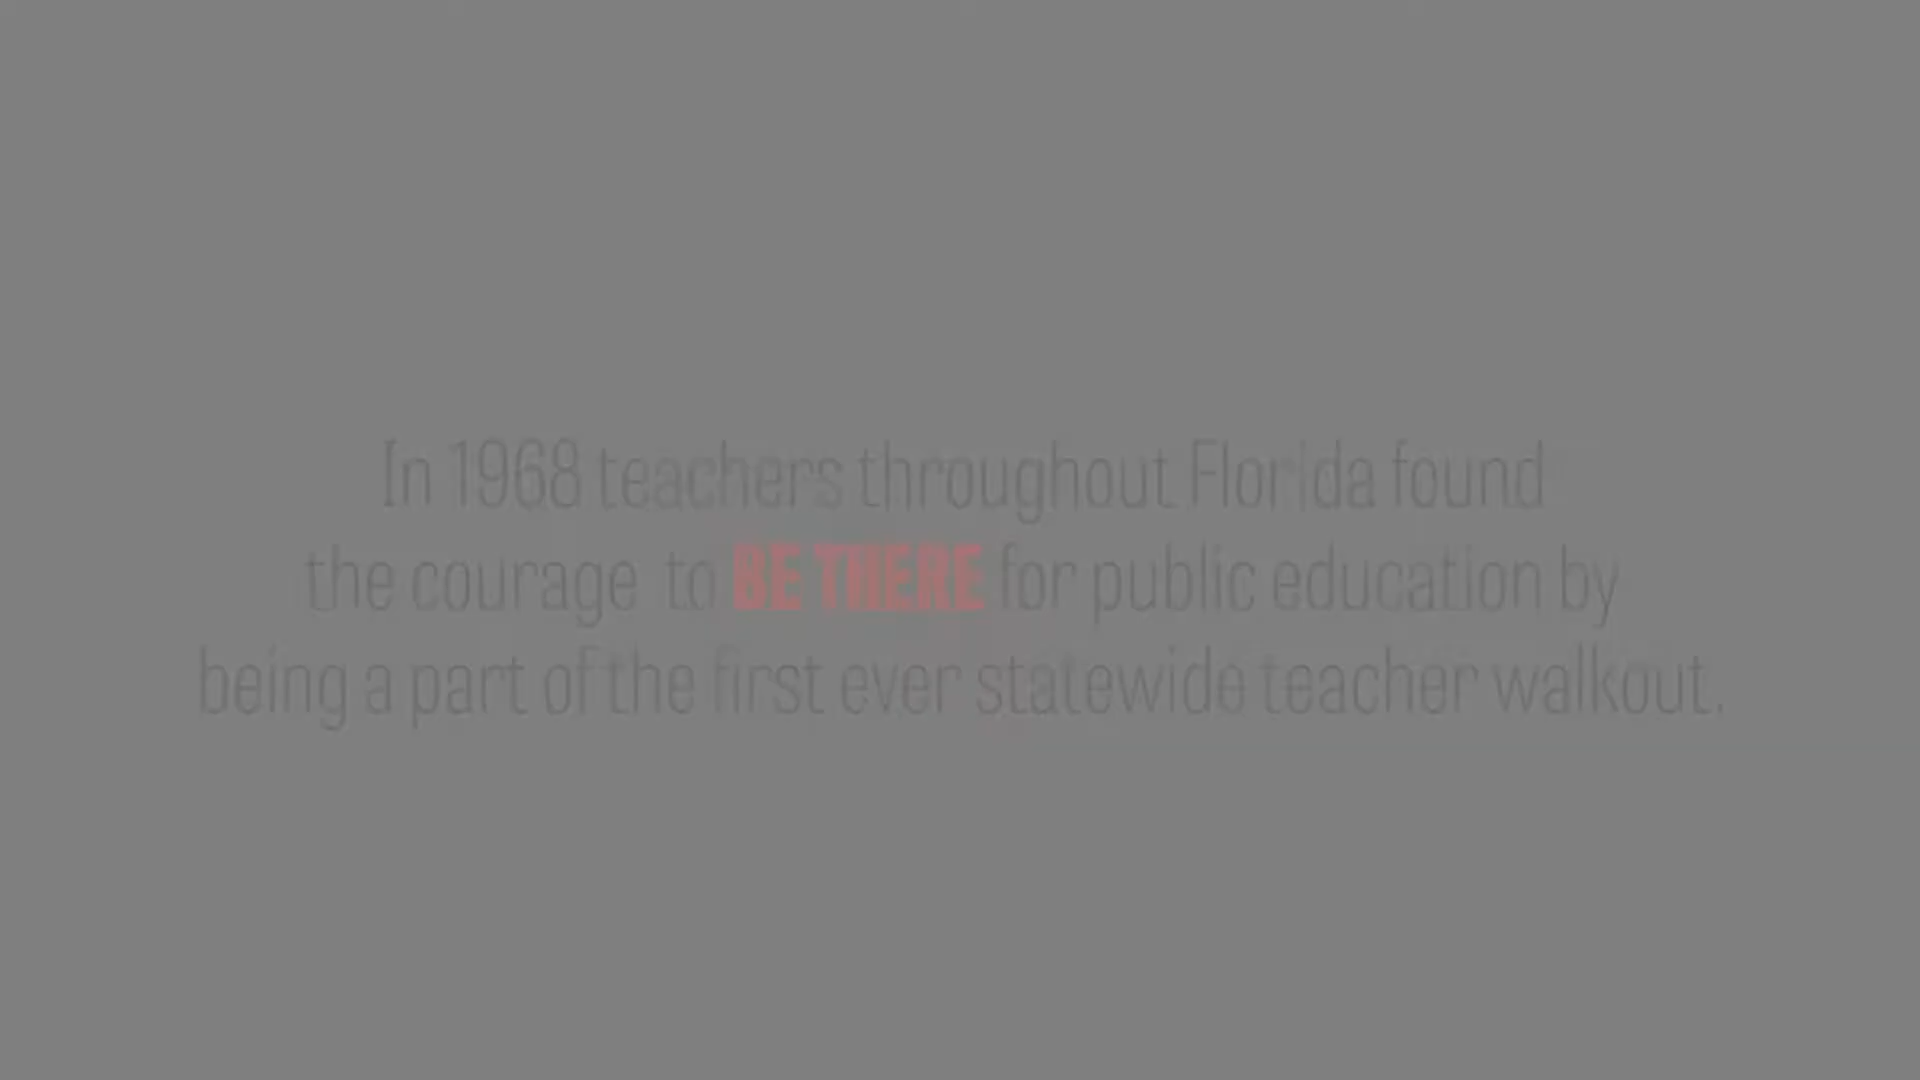 In 1968 teachers throughout Florida found
the courage to BE THERE for public education by
being a part of the first ever statewide teacher walkout.